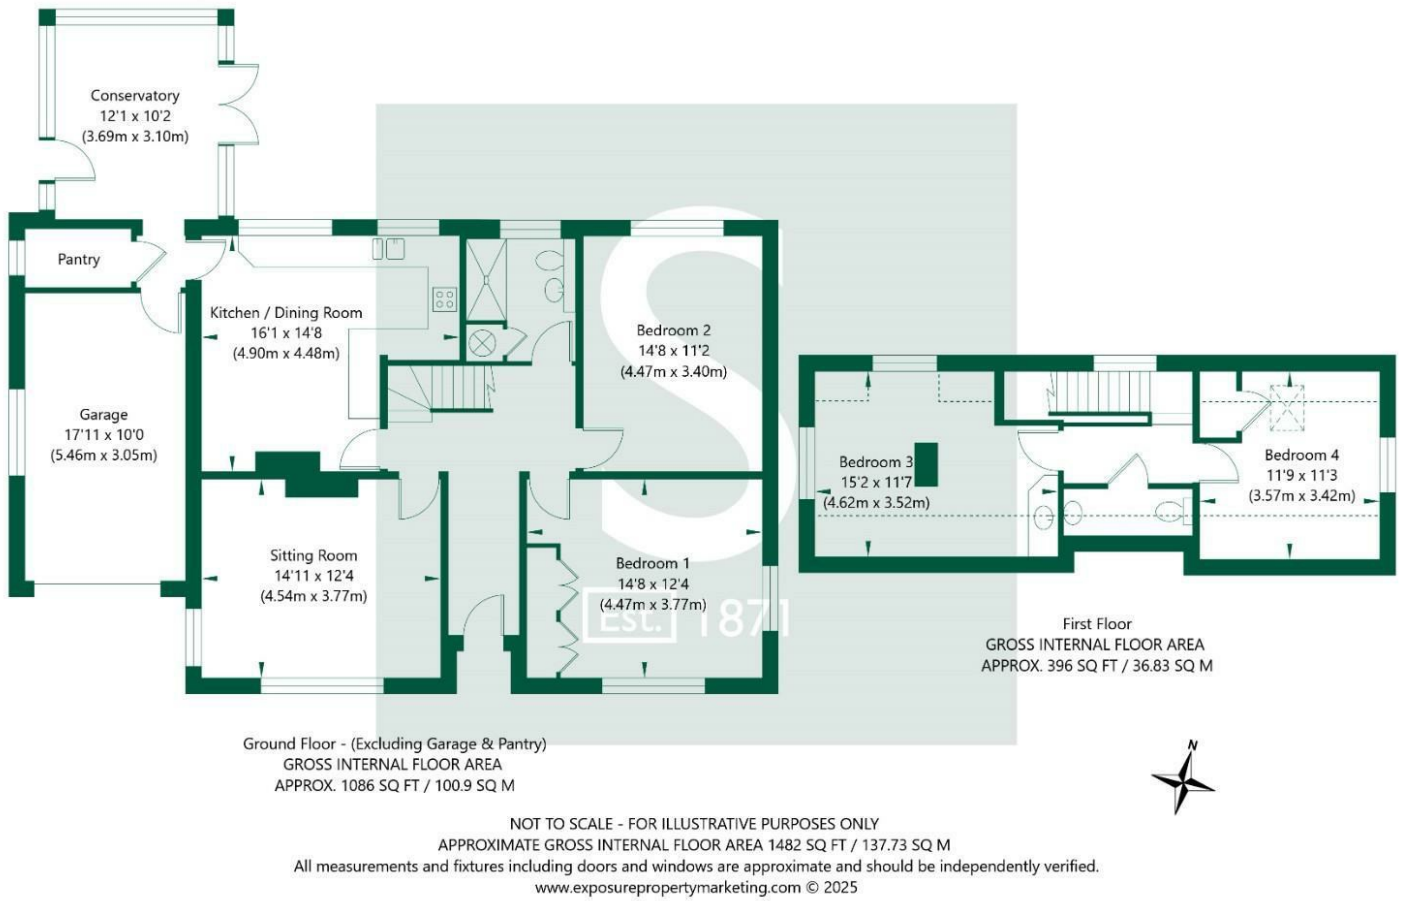 Conservatory
12'1 x 10'2
(3.69m x 3.10m)
Pantry
Kitchen / Dining Room
16'1 x 14'8
(4.90m x 4.48m)
Bedroom 2
14'8 x 11'2
(4.47m x 3.40m)
Garage
17'11 x 10'0
(5.46m x 3.05m)
Sitting Room
14'11 x 12'4
(4.54m x 3.77m)
Bedroom 1
14'8 x 12'4
(4.47m x 3.77m)
S
Est. 1871
Bedroom 3
15'2 x 11'7
(4.62m x 3.52m)
Bedroom 4
11'9 x 11'3
(3.57m x 3.42m)
First Floor
GROSS INTERNAL FLOOR AREA
APPROX. 396 SQ FT / 36.83 SQ M
Ground Floor - (Excluding Garage & Pantry)
GROSS INTERNAL FLOOR AREA
APPROX. 1086 SQ FT / 100.9 SQ M
N
NOT TO SCALE - FOR ILLUSTRATIVE PURPOSES ONLY
APPROXIMATE GROSS INTERNAL FLOOR AREA 1482 SQ FT / 137.73 SQ M
All measurements and fixtures including doors and windows are approximate and should be independently verified.
www.exposurepropertymarketing.com © 2025